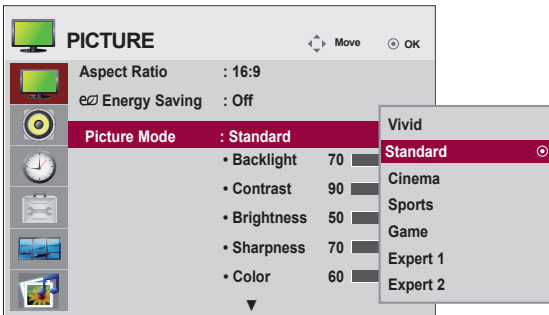 PICTURE
Move
OK
Aspect Ratio : 16:9
Energy Saving : Off
Picture Mode : Standard
• Backlight 70
• Contrast 90
• Brightness 50
• Sharpness 70
• Color 60
▼
Vivid
Standard
Cinema
Sports
Game
Expert 1
Expert 2